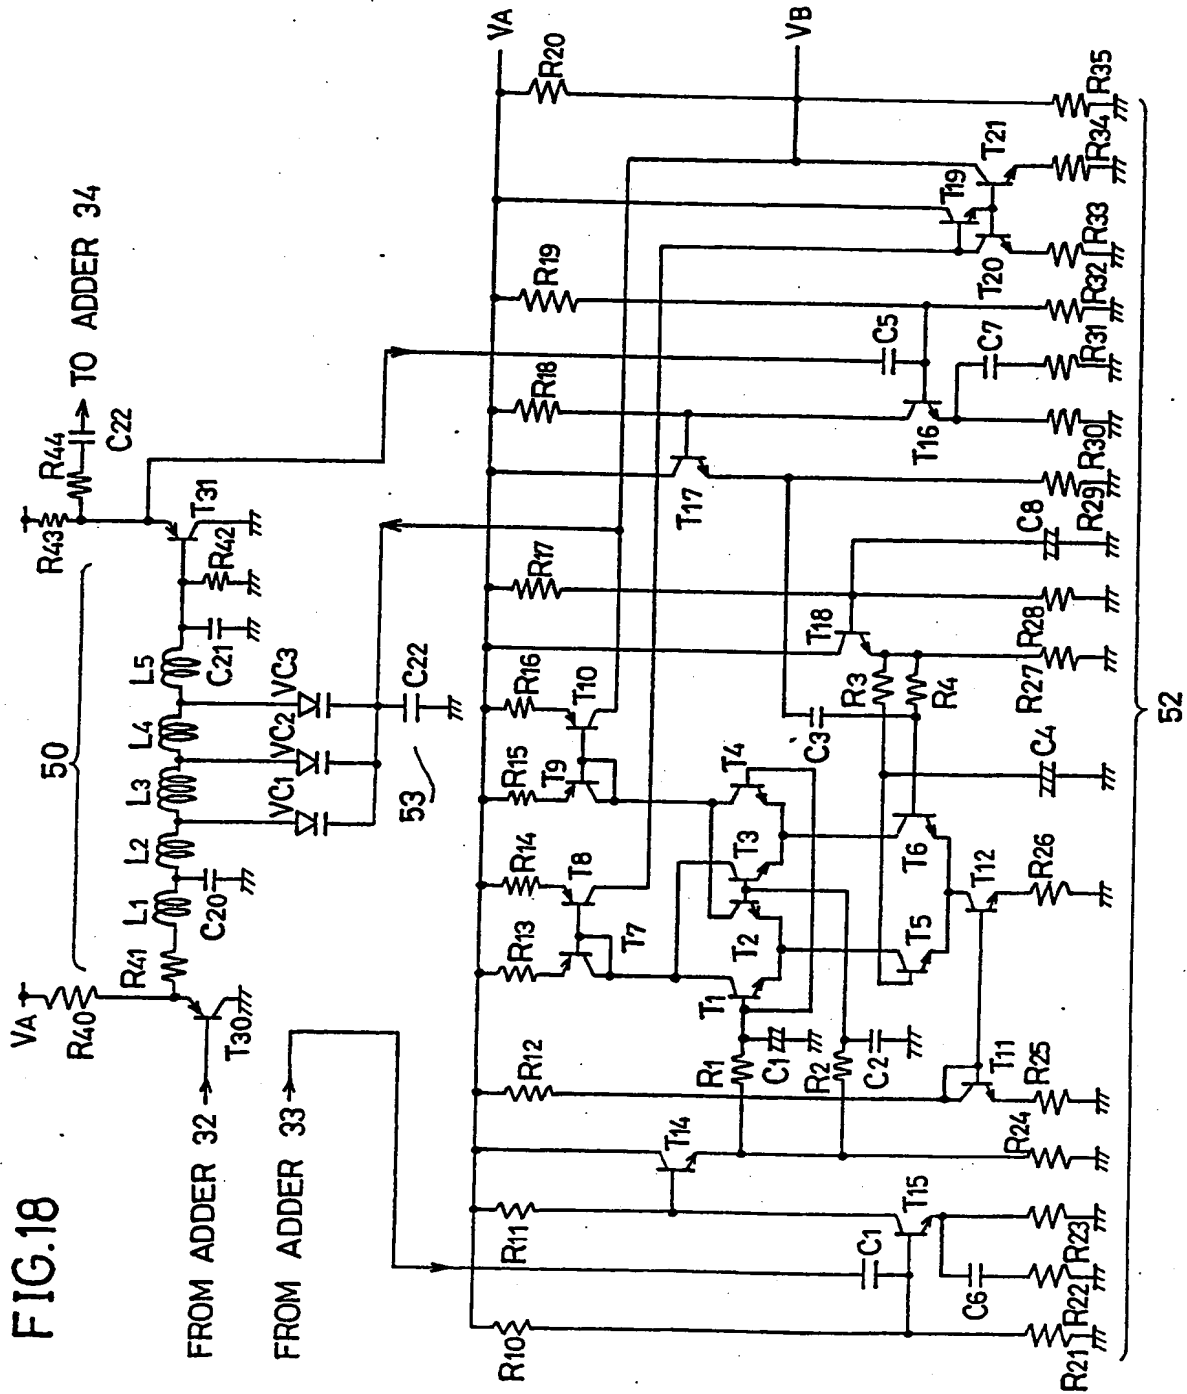 FIG.18
VA
R40
R41
50
R43
R44
C22
TO ADDER 34
L1
L2
L3
L4
L5
C20
C21
R42
T31
T30
VC1
VC2
VC3
C22
53
FROM ADDER 32
FROM ADDER 33
VA
R10
R11
R12
R13
R14
R15
R16
R17
R18
R19
R20
VB
T7
T8
T9
T10
T17
T14
R1
C1
R2
C2
T1
T2
T3
T4
C3
R3
R4
T18
C5
T16
C7
T19
T20
T21
C1
T15
C6
T11
T5
T6
T12
C4
C8
R21
R22
R23
R24
R25
R26
R27
R28
R29
R30
R31
R32
R33
R34
R35
52